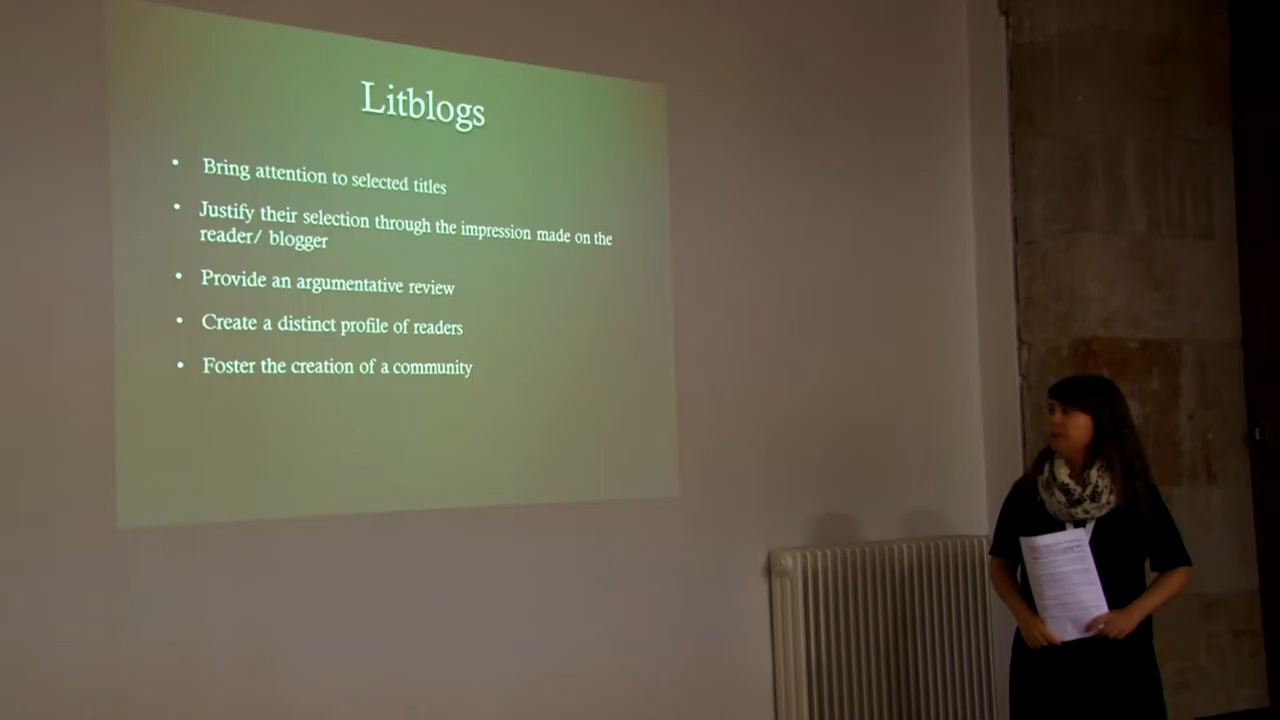 Litblogs
• Bring attention to selected titles
• Justify their selection through the impression made on the
reader/ blogger
• Provide an argumentative review
• Create a distinct profile of readers
• Foster the creation of a community